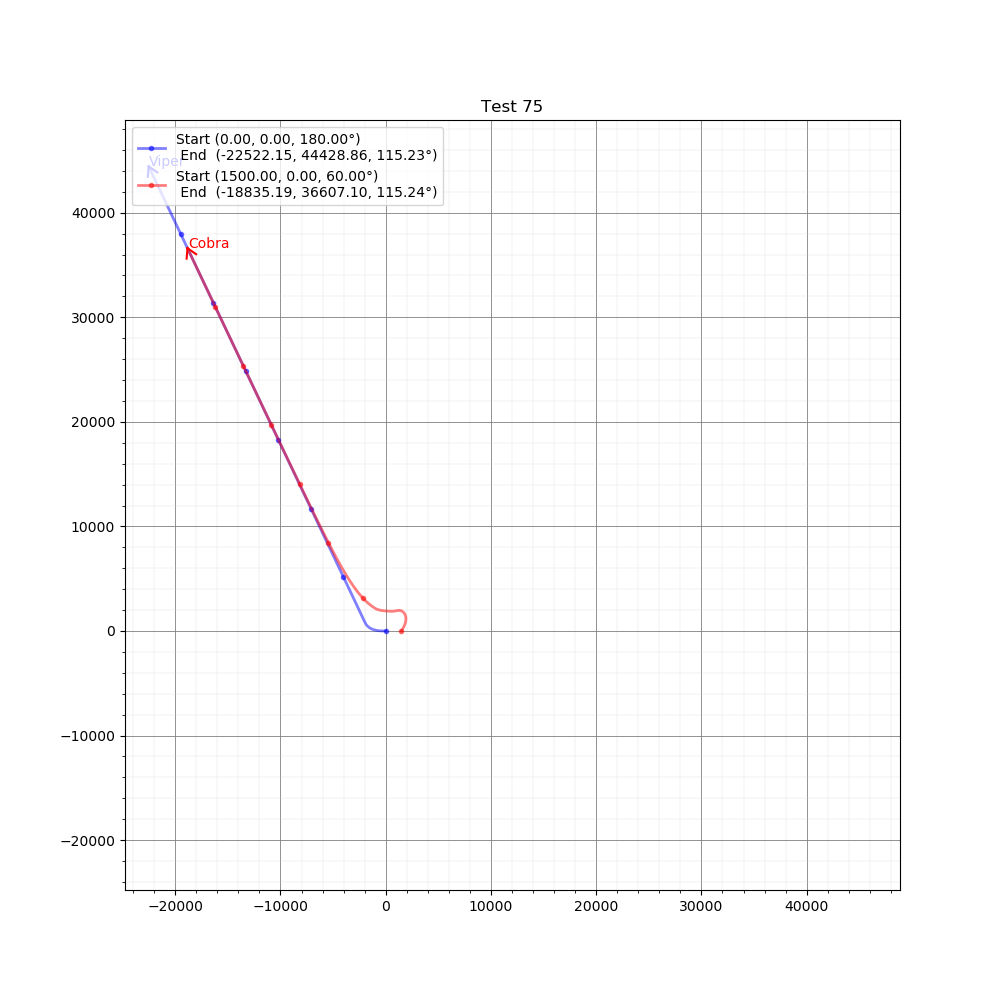 Test 75
Start (0.00, 0.00, 180.00°)
End (-22522.15, 44428.86, 115.23°)
Start (1500.00, 0.00, 60.00°)
End (-18835.19, 36607.10, 115.24°)
Viper
Cobra
40000
30000
20000
10000
0
−10000
−20000
−20000
−10000
0
10000
20000
30000
40000